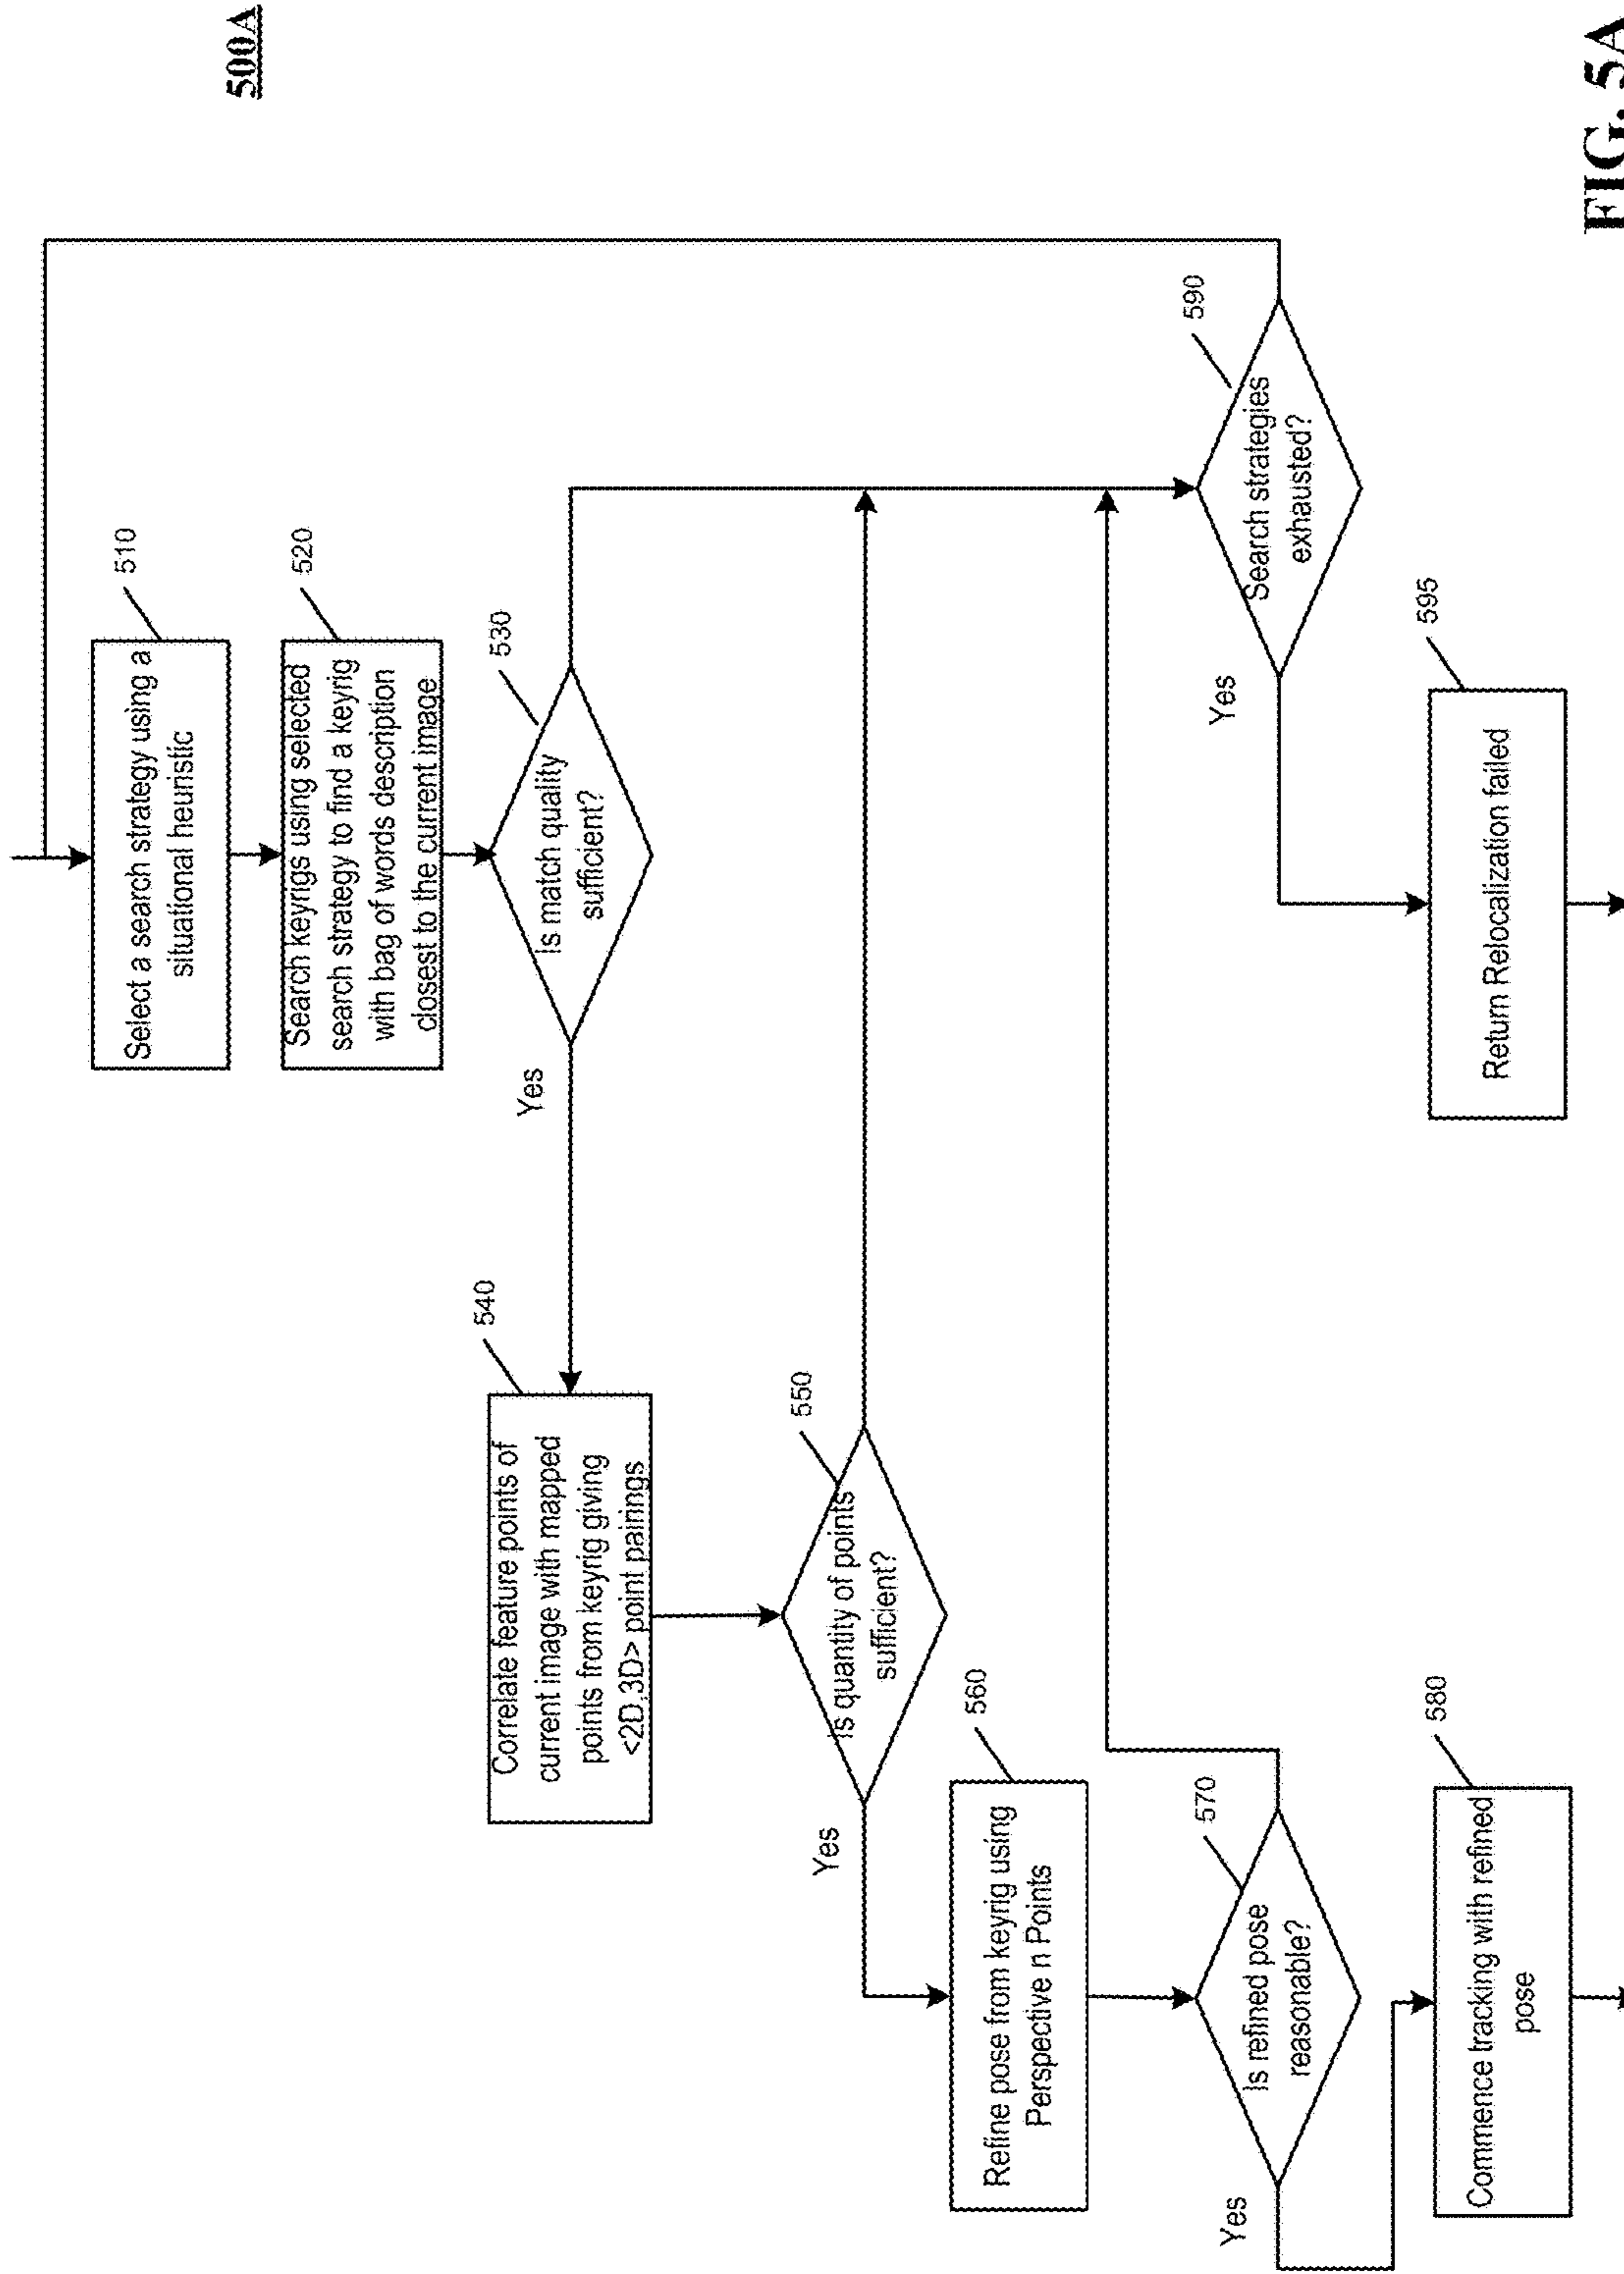 500A
510
Select a search strategy using a
situational heuristic
520
Search keyrigs using selected
search strategy to find a keyrig
with bag of words description
closest to the current image
530
Is match quality
sufficient?
Yes
540
Correlate feature points of
current image with mapped
points from keyrig giving
<2D,3D> point pairings
550
Is quantity of points
sufficient?
Yes
560
Refine pose from keyrig using
Perspective n Points
570
Is refined pose
reasonable?
Yes
580
Commence tracking with refined
pose
590
Search strategies
exhausted?
Yes
595
Return Relocalization failed
FIG. 5A